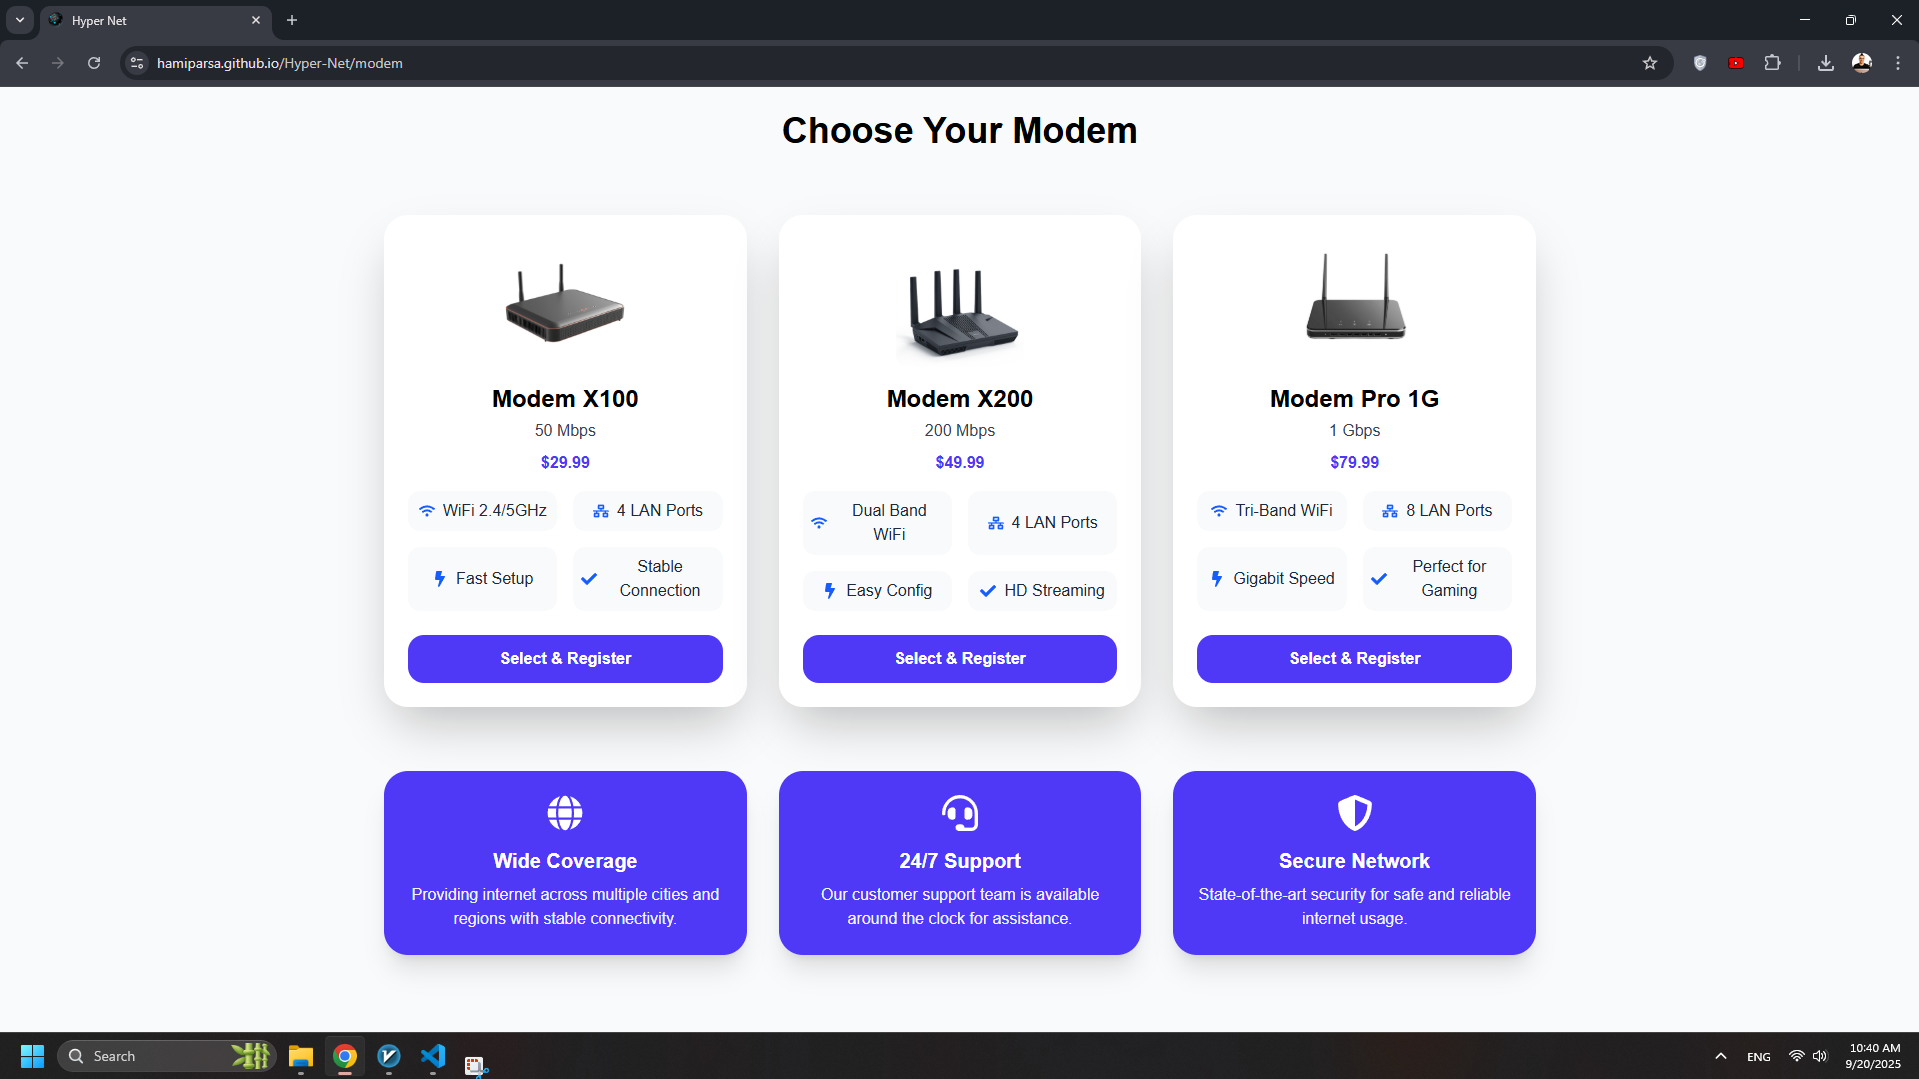 Hyper Net
hamiparsa.github.io/Hyper-Net/modem
Choose Your Modem
Modem X100
50 Mbps
$29.99
WiFi 2.4/5GHz
4 LAN Ports
Fast Setup
Stable
Connection
Select & Register
Modem X200
200 Mbps
$49.99
Dual Band
WiFi
4 LAN Ports
Easy Config
HD Streaming
Select & Register
Modem Pro 1G
1 Gbps
$79.99
Tri-Band WiFi
8 LAN Ports
Gigabit Speed
Perfect for
Gaming
Select & Register
Wide Coverage
Providing internet across multiple cities and
regions with stable connectivity.
24/7 Support
Our customer support team is available
around the clock for assistance.
Secure Network
State-of-the-art security for safe and reliable
internet usage.
Search
ENG
10:40 AM
9/20/2025